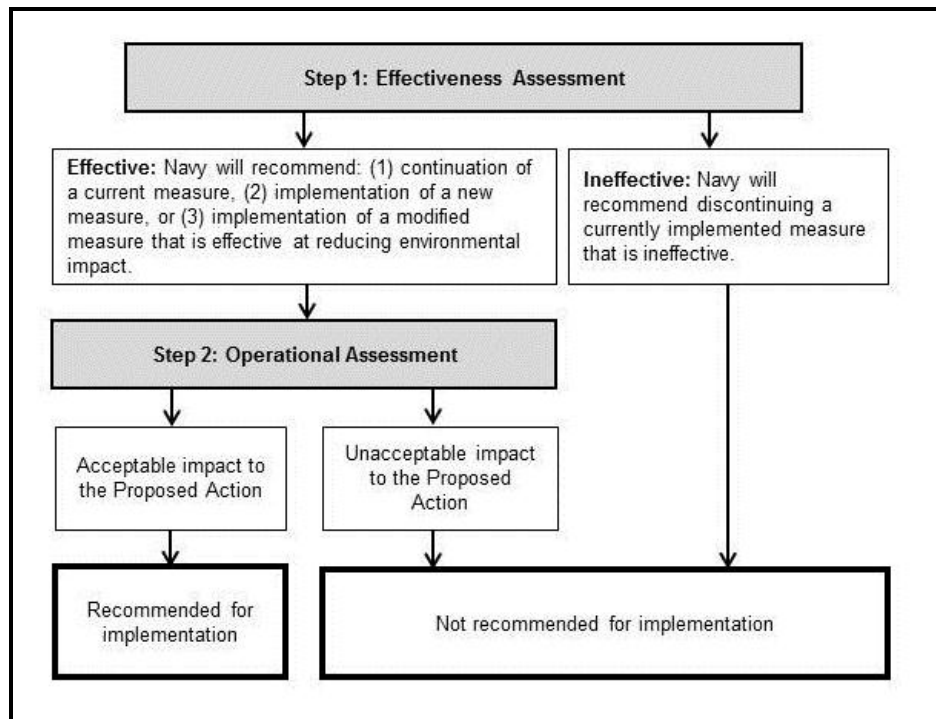 Step 1: Effectiveness Assessment
Effective: Navy will recommend: (1) continuation of
a current measure, (2) implementation of a new
measure, or (3) implementation of a modified
measure that is effective at reducing environmental
impact.
Ineffective: Navy will
recommend discontinuing a
currently implemented measure
that is ineffective.
Step 2: Operational Assessment
Acceptable impact to
the Proposed Action
Unacceptable impact
to the Proposed
Action
Recommended for
implementation
Not recommended for implementation